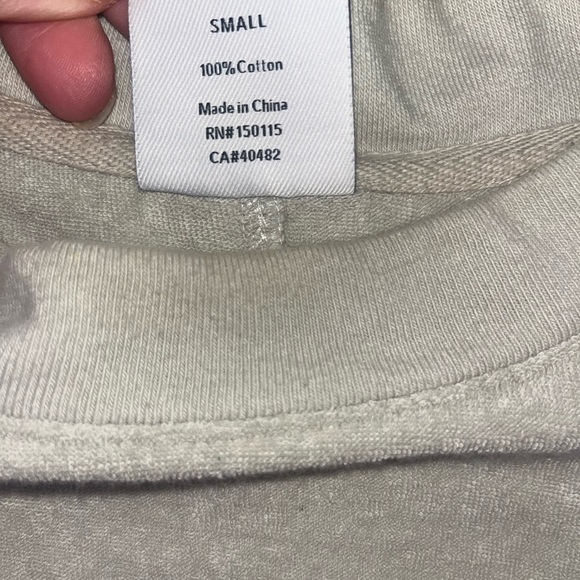 SMALL
100%Cotton
Made in China
RN#150115
CA#40482